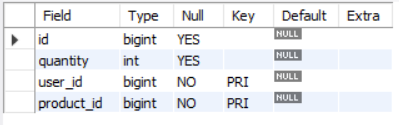 Field Type Null Key Default Extra
id bigint YES NULL
quantity int YES NULL
user_id bigint NO PRI NULL
product_id bigint NO PRI NULL